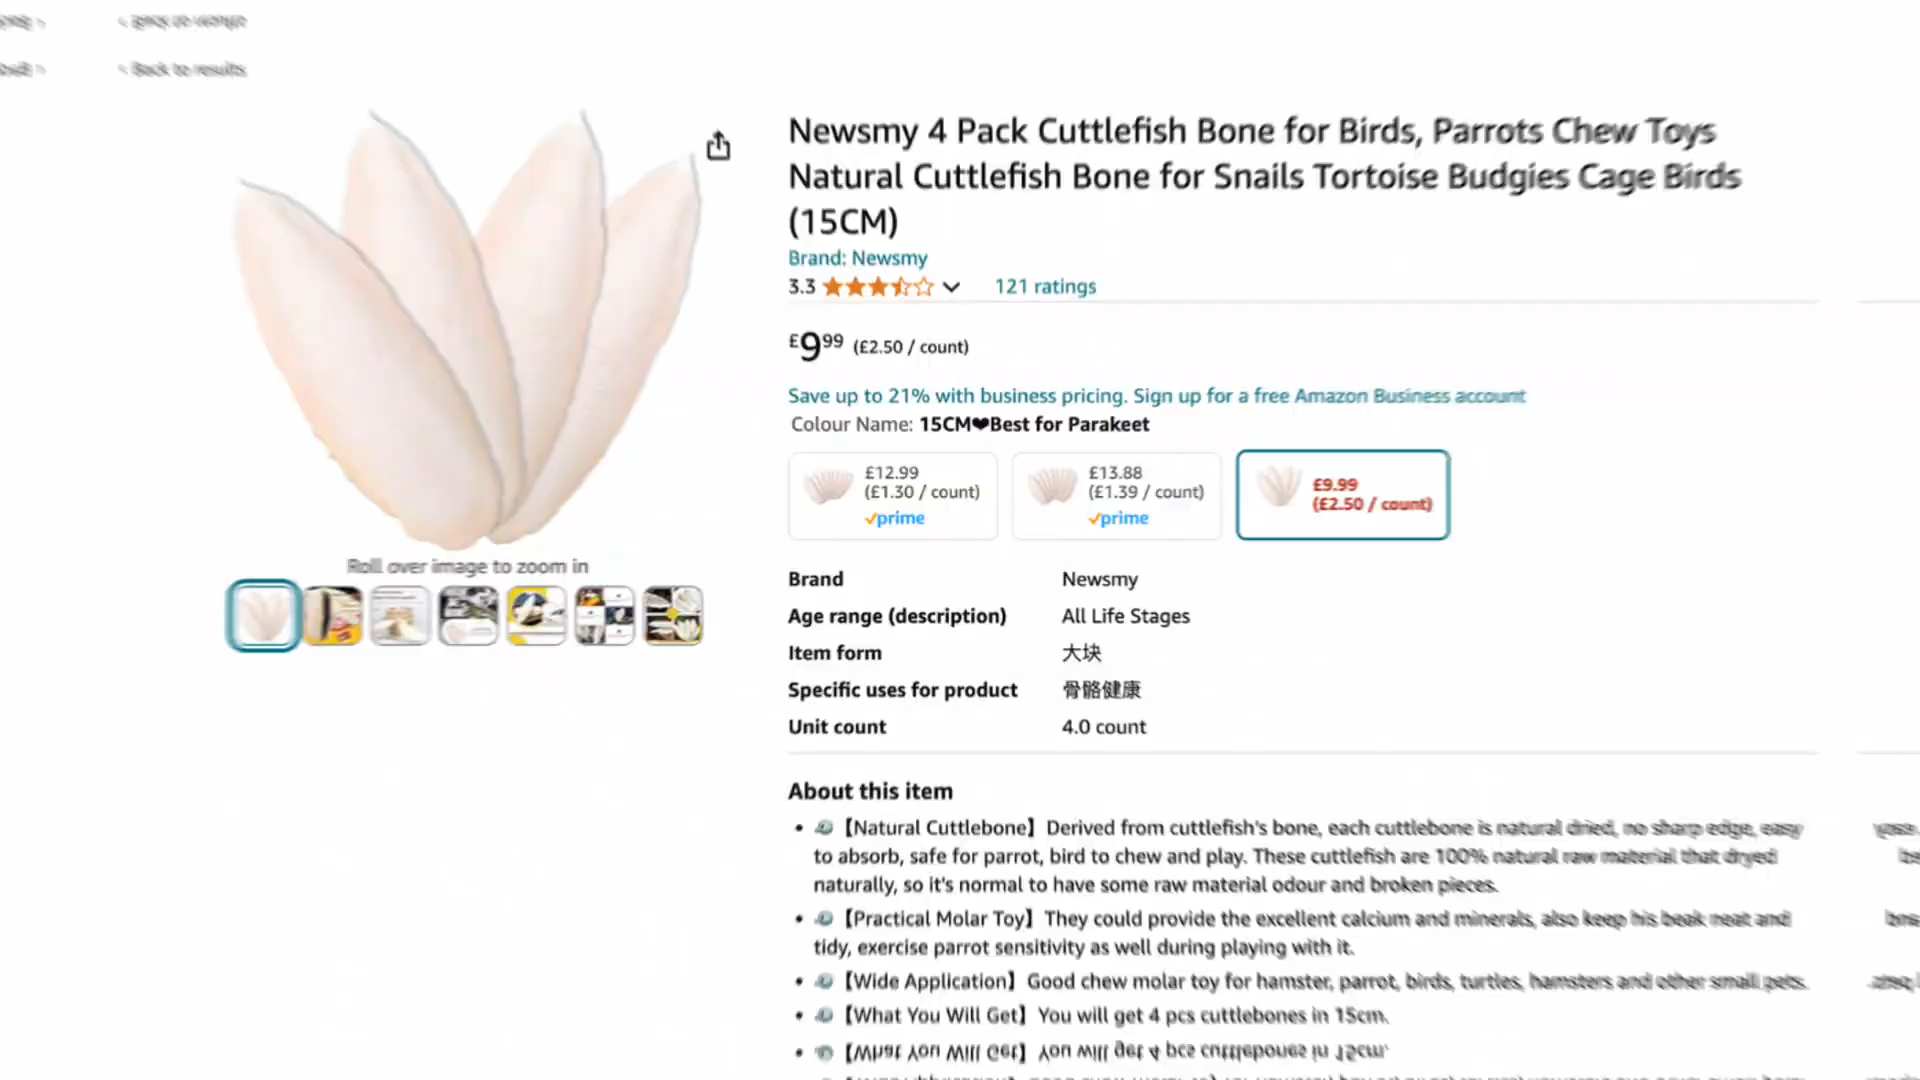 < Back to results
Newsmy 4 Pack Cuttlefish Bone for Birds, Parrots Chew Toys
Natural Cuttlefish Bone for Snails Tortoise Budgies Cage Birds
(15CM)
Brand: Newsmy
3.3 121 ratings
£9.99 (£2.50 / count)
Save up to 21% with business pricing. Sign up for a free Amazon Business account
Colour Name: 15CM❤Best for Parakeet
£12.99
(£1.30 / count)
prime
£13.88
(£1.39 / count)
prime
£9.99
(£2.50 / count)
Roll over image to zoom in
Brand Newsmy
Age range (description) All Life Stages
Item form 大块
Specific uses for product 骨骼健康
Unit count 4.0 count
About this item
• 【Natural Cuttlebone】Derived from cuttlefish's bone, each cuttlebone is natural dried, no sharp edge, easy
to absorb, safe for parrot, bird to chew and play. These cuttlefish are 100% natural raw material that dryed
naturally, so it's normal to have some raw material odour and broken pieces.
• 【Practical Molar Toy】They could provide the excellent calcium and minerals, also keep his beak neat and
tidy, exercise parrot sensitivity as well during playing with it.
• 【Wide Application】Good chew molar toy for hamster, parrot, birds, turtles, hamsters and other small pets.
• 【What You Will Get】You will get 4 pcs cuttlebones in 15cm.